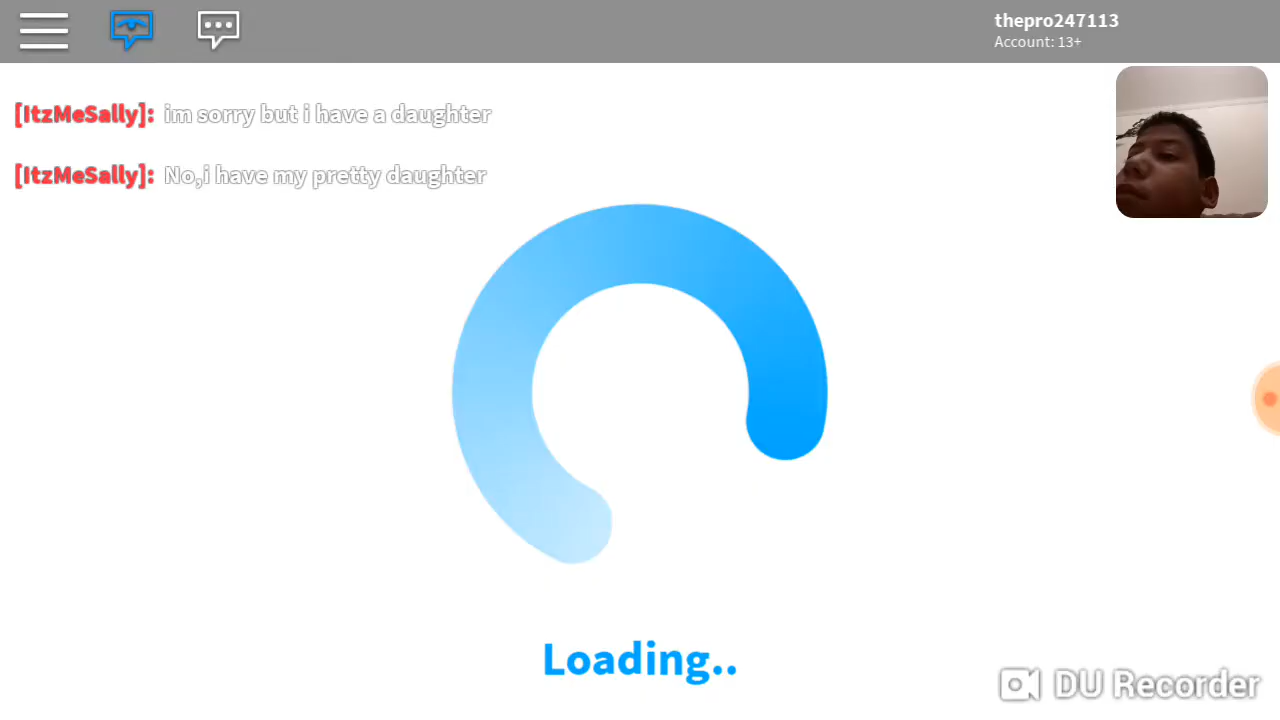 thepro247113
Account: 13+
[ItzMeSally]: im sorry but i have a daughter
[ItzMeSally]: No,i have my pretty daughter
Loading..
DU Recorder